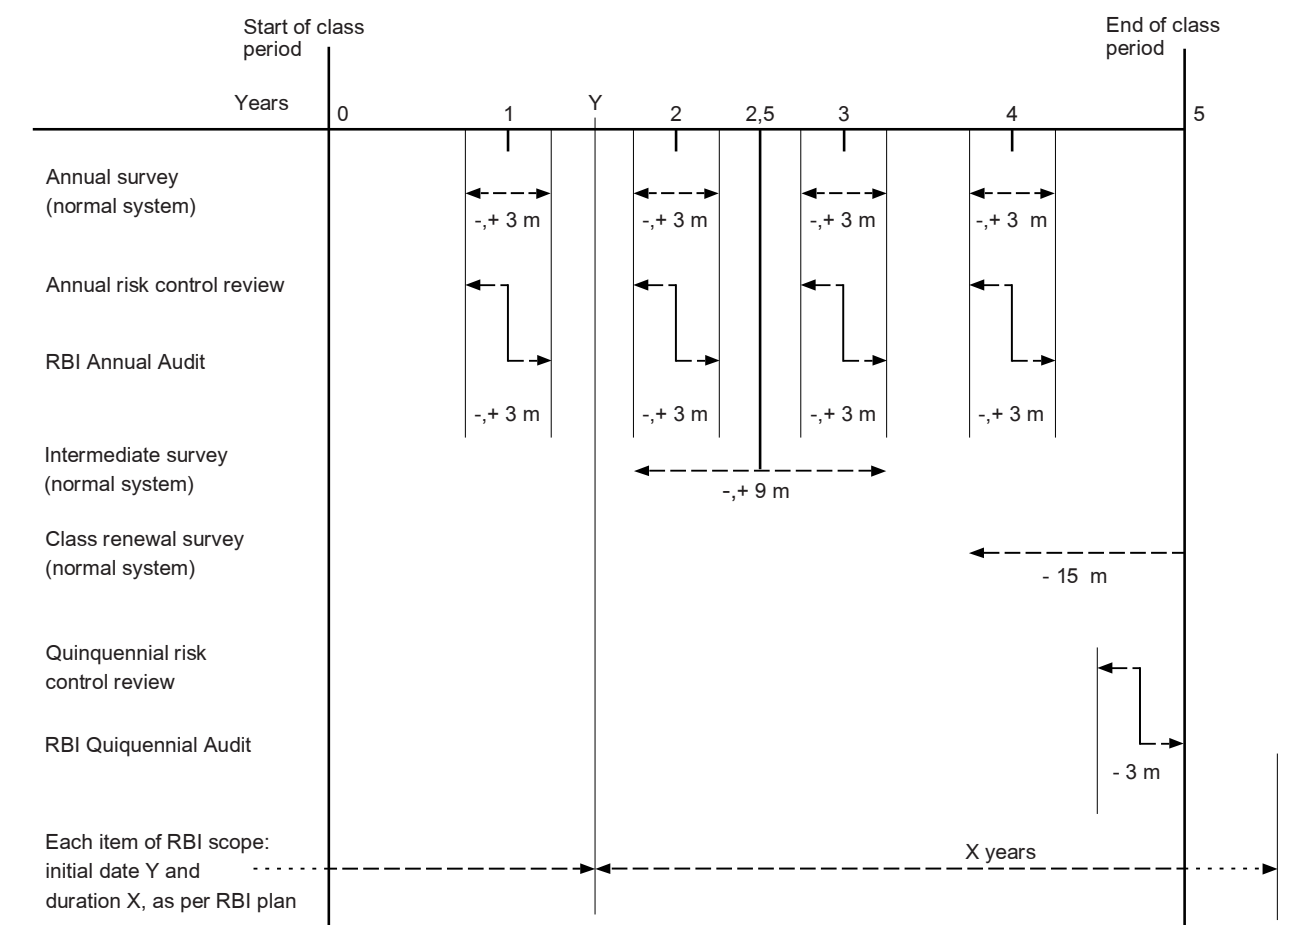 Start of class
period
End of class
period
Years
0
1
Y
2
2,5
3
4
5
Annual survey
(normal system)
-,+ 3 m
-,+ 3 m
-,+ 3 m
-,+ 3 m
Annual risk control review
RBI Annual Audit
-,+ 3 m
-,+ 3 m
-,+ 3 m
-,+ 3 m
Intermediate survey
(normal system)
-,+ 9 m
Class renewal survey
(normal system)
- 15 m
Quinquennial risk
control review
RBI Quiquennial Audit
- 3 m
Each item of RBI scope:
initial date Y and
duration X, as per RBI plan
X years